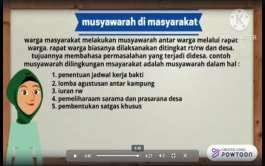 musyawarah di masyarakat
warga masyarakat melakukan musyawarah antar warga melalui rapat
warga. rapat warga biasanya dilaksanakan ditingkat rt/rw dan desa.
tujuannya membahasa permasalahan yang terjadi didesa. contoh
musyawarah dilingkungan masyarakat adalah musyawarah dalam hal :
1. penentuan jadwal kerja bakti
2. lomba agustusan antar kampung
3. iuran rw
4. pemeliharaam sarama dan prasarana desa
5. pembentukan satgas khusus
POWTOON